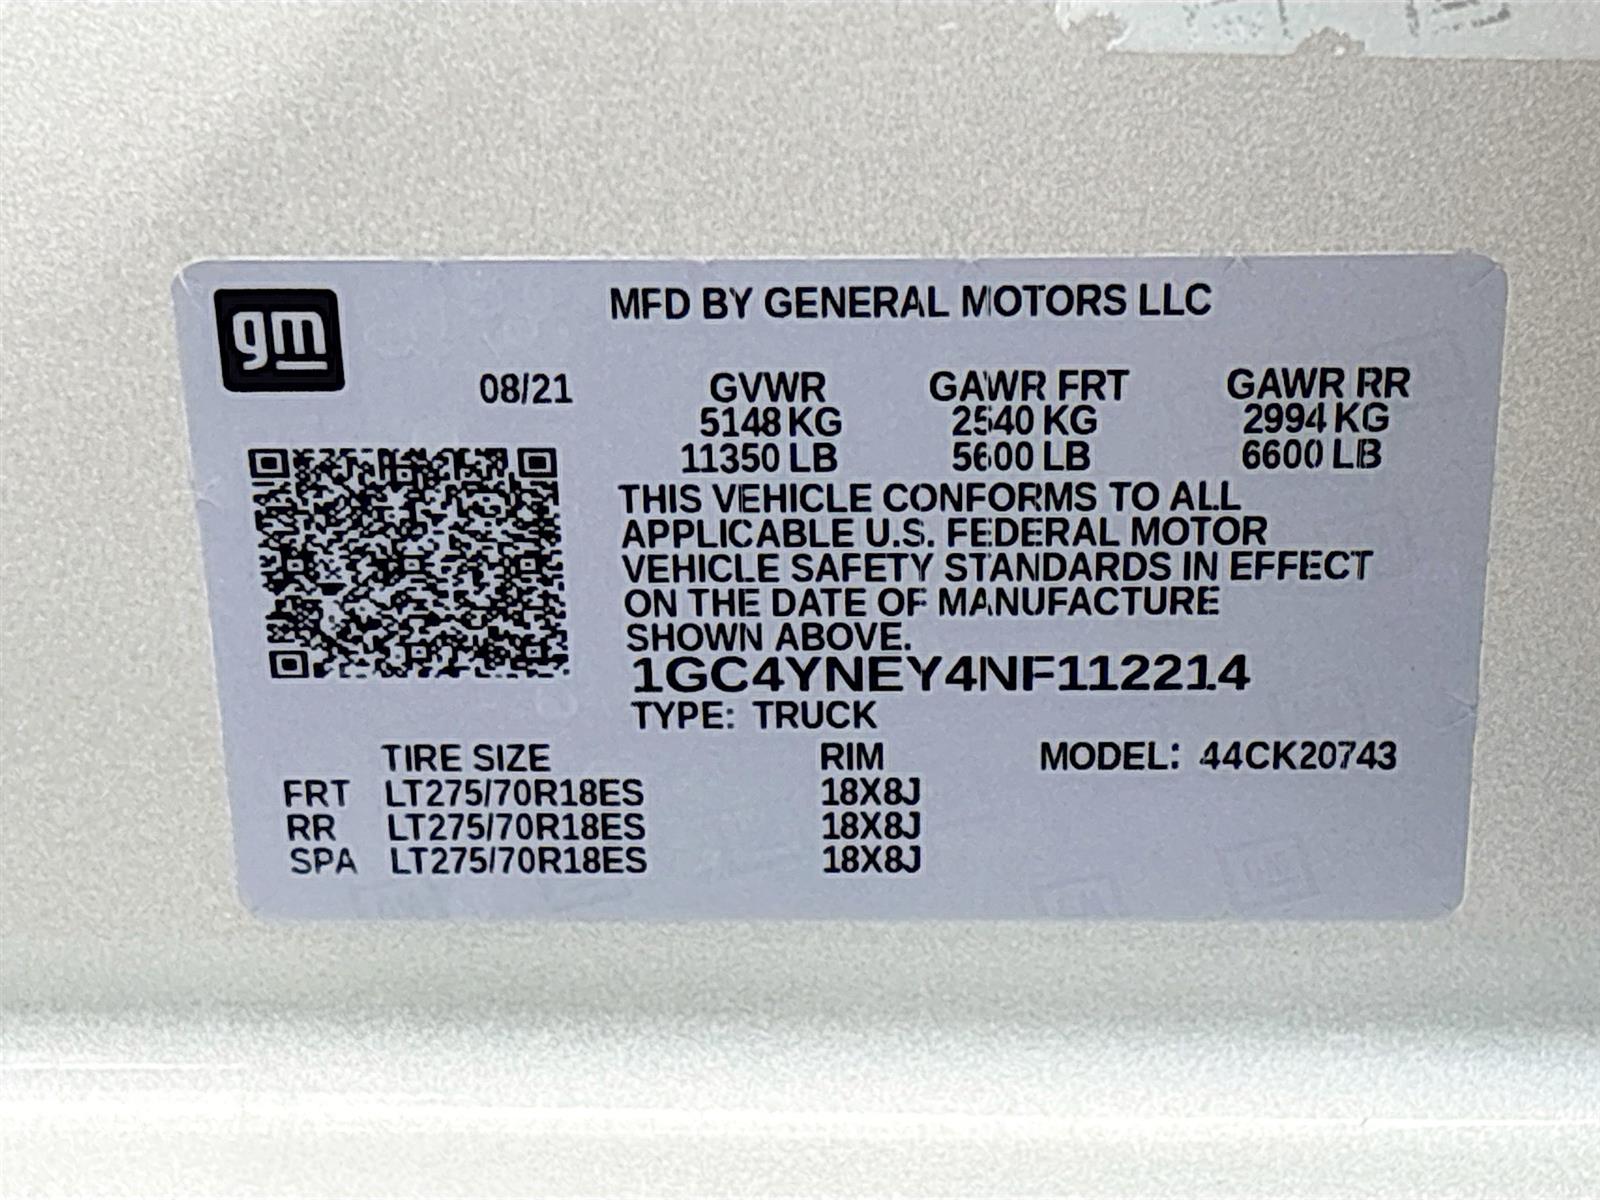 gm
MFD BY GENERAL MOTORS LLC
08/21 GVWR GAWR FRT GAWR RR
5148 KG 2540 KG 2994 KG
11350 LB 5600 LB 6600 LB
THIS VEHICLE CONFORMS TO ALL
APPLICABLE U.S. FEDERAL MOTOR
VEHICLE SAFETY STANDARDS IN EFFECT
ON THE DATE OF MANUFACTURE
SHOWN ABOVE.
1GC4YNEY4NF112214
TYPE: TRUCK
TIRE SIZE RIM MODEL: 44CK20743
FRT LT275/70R18ES 18X8J
RR LT275/70R18ES 18X8J
SPA LT275/70R18ES 18X8J